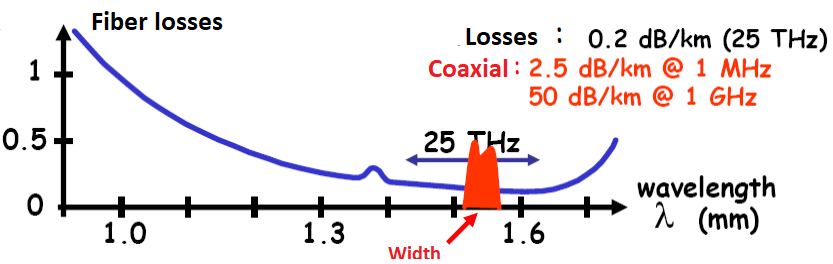 Fiber losses
Losses : 0.2 dB/km (25 THz)
Coaxial : 2.5 dB/km @ 1 MHz
50 dB/km @ 1 GHz
1
0.5
25 THz
0
wavelength
λ (mm)
1.0
1.3
1.6
Width